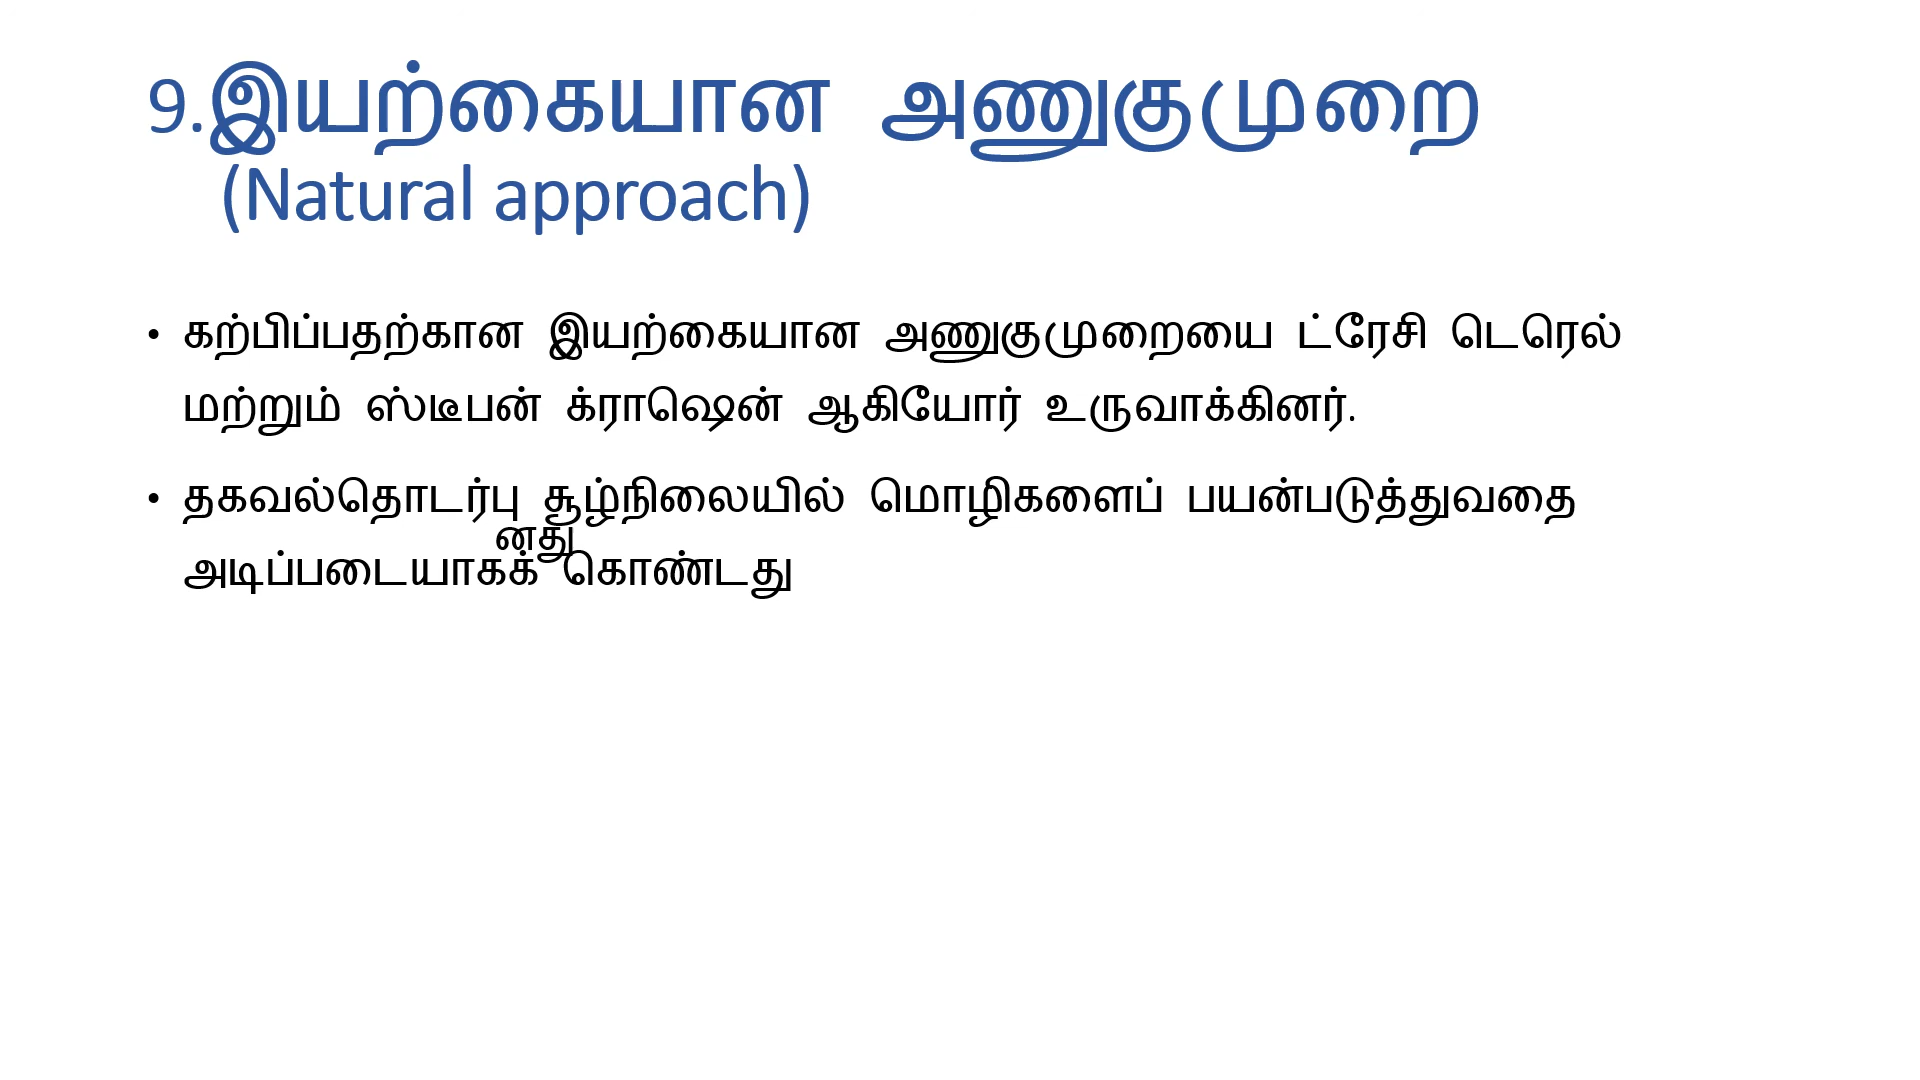 9.இயற்கையான அணுகுமுறை
(Natural approach)
• கற்பிப்பதற்கான இயற்கையான அணுகுமுறையை ட்ரேசி டெரெல்
மற்றும் ஸ்டீபன் க்ராஷென் ஆகியோர் உருவாக்கினர்.
• தகவல்தொடர்பு சூழ்நிலையில் மொழிகளைப் பயன்படுத்துவதை
னது
அடிப்படையாகக் கொண்டது